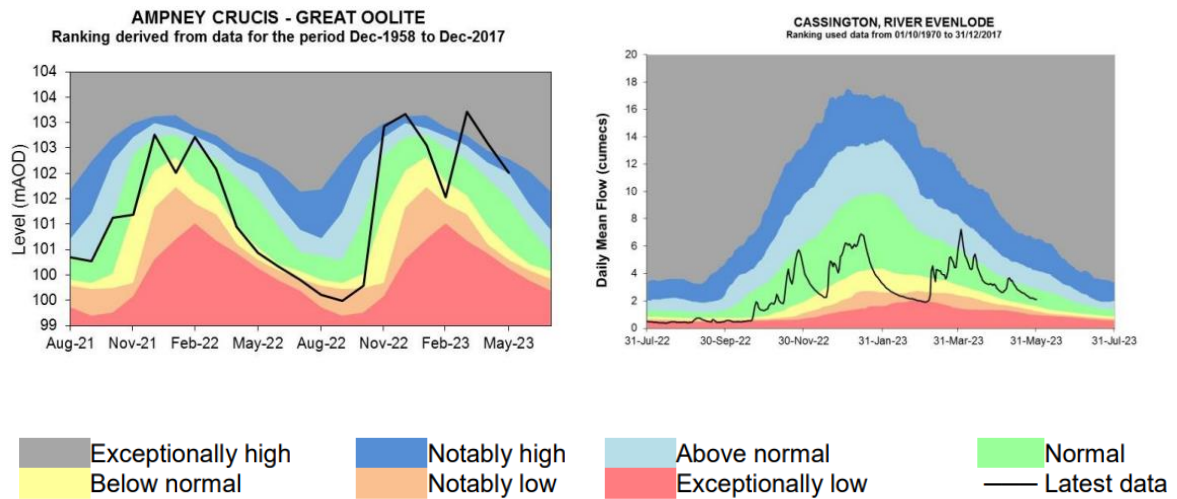 AMPNEY CRUCIS - GREAT OOLITE
Ranking derived from data for the period Dec-1958 to Dec-2017
Level (mAOD)
104
104
103
103
102
102
101
101
100
100
99
Aug-21 Nov-21 Feb-22 May-22 Aug-22 Nov-22 Feb-23 May-23
CASSINGTON, RIVER EVENLODE
Ranking used data from 01/10/1970 to 31/12/2017
Daily Mean Flow (cumecs)
20
18
16
14
12
10
8
6
4
2
0
31-Jul-22 30-Sep-22 30-Nov-22 31-Jan-23 31-Mar-23 31-May-23 31-Jul-23
Exceptionally high Notably high Above normal Normal
Below normal Notably low Exceptionally low Latest data